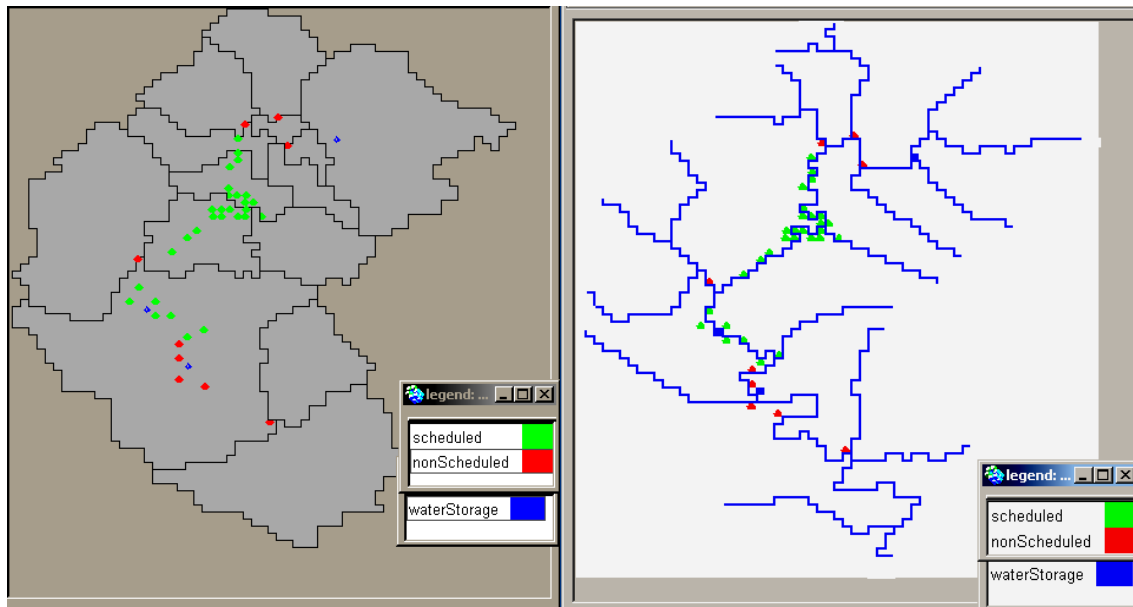 legend: ...
scheduled
nonScheduled
waterStorage
legend: ...
scheduled
nonScheduled
waterStorage